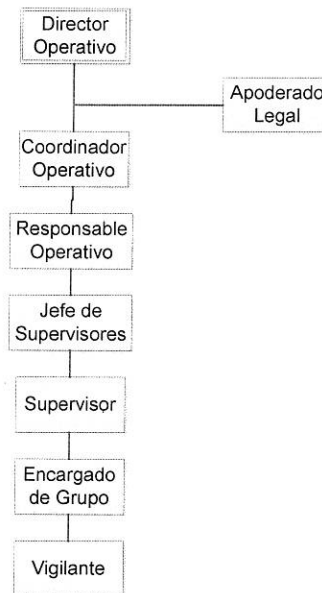 Director
Operativo
Apoderado
Legal
Coordinador
Operativo
Responsable
Operativo
Jefe de
Supervisores
Supervisor
Encargado
de Grupo
Vigilante